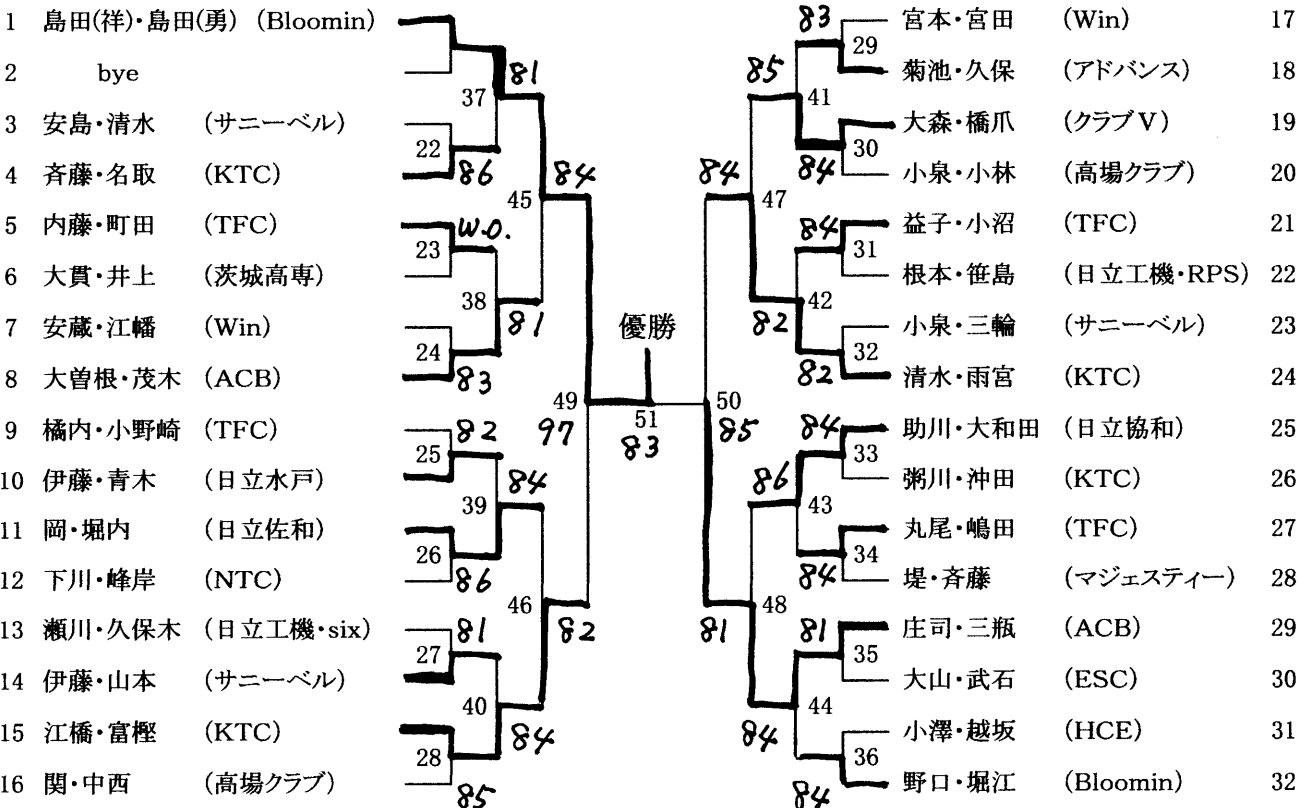 1 島田(祥)・島田(勇) (Bloomin)
2 bye
3 安島・清水 (サニーベル)
4 斉藤・名取 (KTC)
5 内藤・町田 (TFC)
6 大貫・井上 (茨城高専)
7 安蔵・江幡 (Win)
8 大曽根・茂木 (ACB)
9 橘内・小野崎 (TFC)
10 伊藤・青木 (日立水戸)
11 岡・堀内 (日立佐和)
12 下川・峰岸 (NTC)
13 瀬川・久保木 (日立工機・six)
14 伊藤・山本 (サニーベル)
15 江橋・富樫 (KTC)
16 関・中西 (高場クラブ)
37 81
22 86
45 84
23 W.O.
38 81
24 83
49 97
25 82
39 84
26 86
46 82
27 81
40 84
28 85
優勝
51
83
83 29
85 41
84 30
84 47
84 31
82 42
82 32
50 85
84 33
86 43
84 34
81 48
81 35
84 44
84 36
宮本・宮田 (Win) 17
菊池・久保 (アドバンス) 18
大森・橋爪 (クラブV) 19
小泉・小林 (高場クラブ) 20
益子・小沼 (TFC) 21
根本・笹島 (日立工機・RPS) 22
小泉・三輪 (サニーベル) 23
清水・雨宮 (KTC) 24
助川・大和田 (日立協和) 25
粥川・沖田 (KTC) 26
丸尾・嶋田 (TFC) 27
堤・斉藤 (マジェスティー) 28
庄司・三瓶 (ACB) 29
大山・武石 (ESC) 30
小澤・越坂 (HCE) 31
野口・堀江 (Bloomin) 32